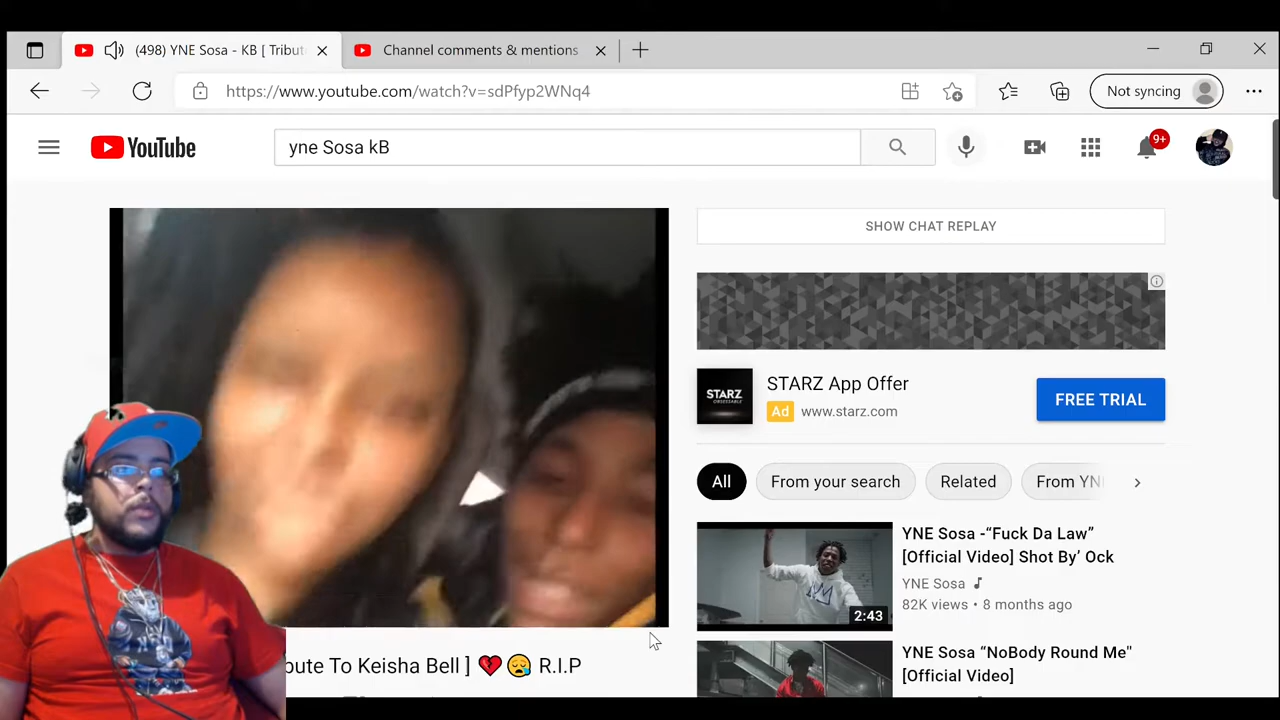 (498) YNE Sosa - KB [ Tribut
Channel comments & mentions
https://www.youtube.com/watch?v=sdPfyp2WNq4
Not syncing
YouTube
yne Sosa kB
9+
SHOW CHAT REPLAY
STARZ
STARZ App Offer
Ad www.starz.com
FREE TRIAL
All
From your search
Related
From YN
YNE Sosa -“Fuck Da Law”
[Official Video] Shot By’ Ock
YNE Sosa
82K views • 8 months ago
2:43
YNE Sosa “NoBody Round Me"
[Official Video]
bute To Keisha Bell ] 💔😥 R.I.P